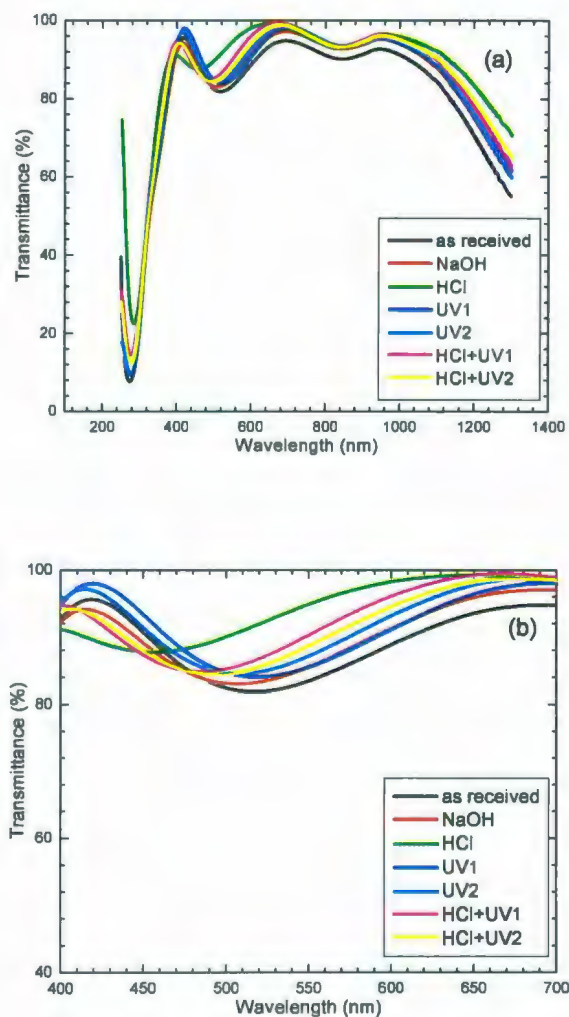 (a)
100
80
60
40
20
0
Transmittance (%)
as received
NaOH
HCl
UV1
UV2
HCl+UV1
HCl+UV2
200 400 600 800 1000 1200 1400
Wavelength (nm)
100
80
60
40
Transmittance (%)
(b)
as received
NaOH
HCl
UV1
UV2
HCl+UV1
HCl+UV2
400 450 500 550 600 650 700
Wavelength (nm)